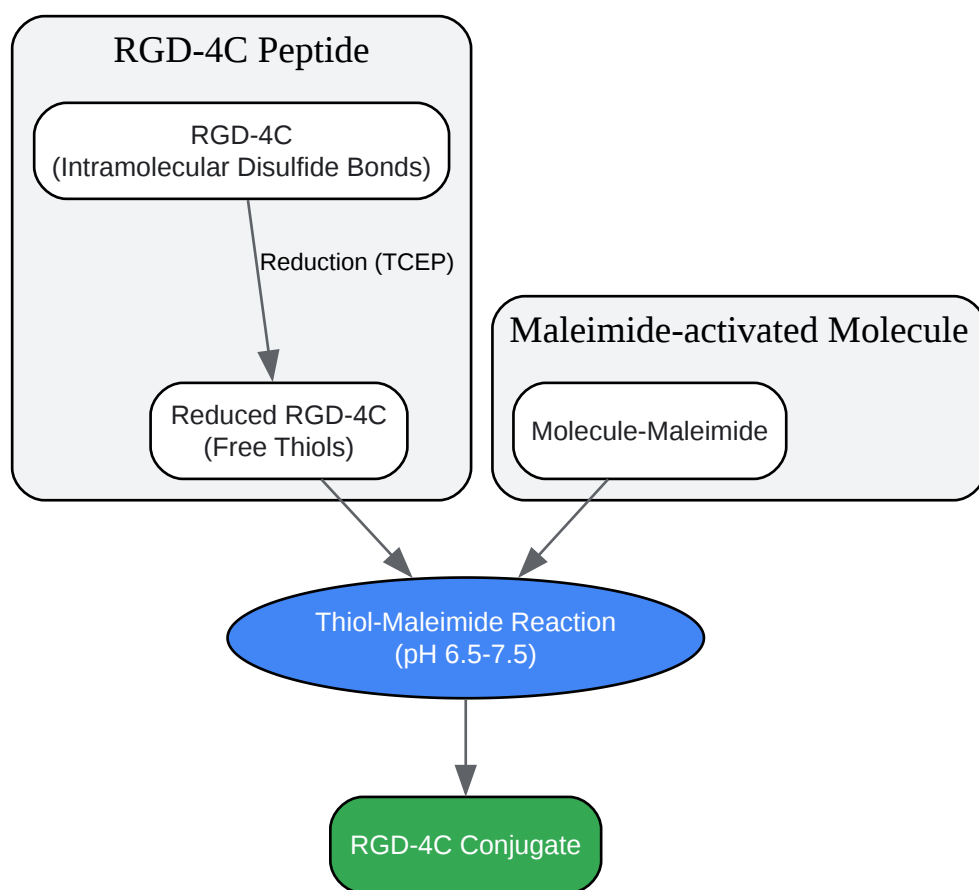 RGD-4C Peptide
RGD-4C
(Intramolecular Disulfide Bonds)
Reduction (TCEP)
Maleimide-activated Molecule
Reduced RGD-4C
(Free Thiols)
Molecule-Maleimide
Thiol-Maleimide Reaction
(pH 6.5-7.5)
RGD-4C Conjugate